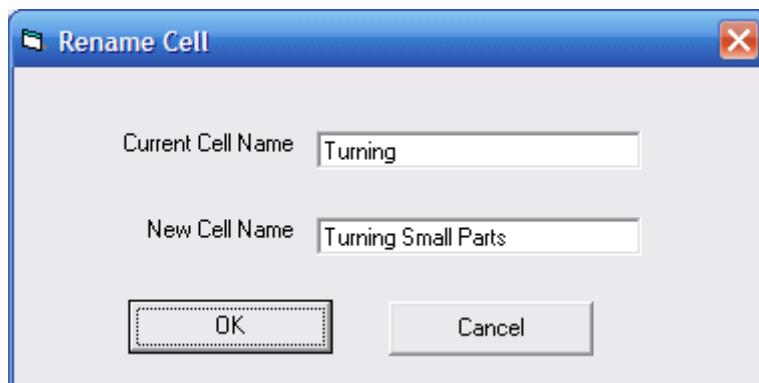 Rename Cell
Current Cell Name Turning
New Cell Name Turning Small Parts
OK Cancel